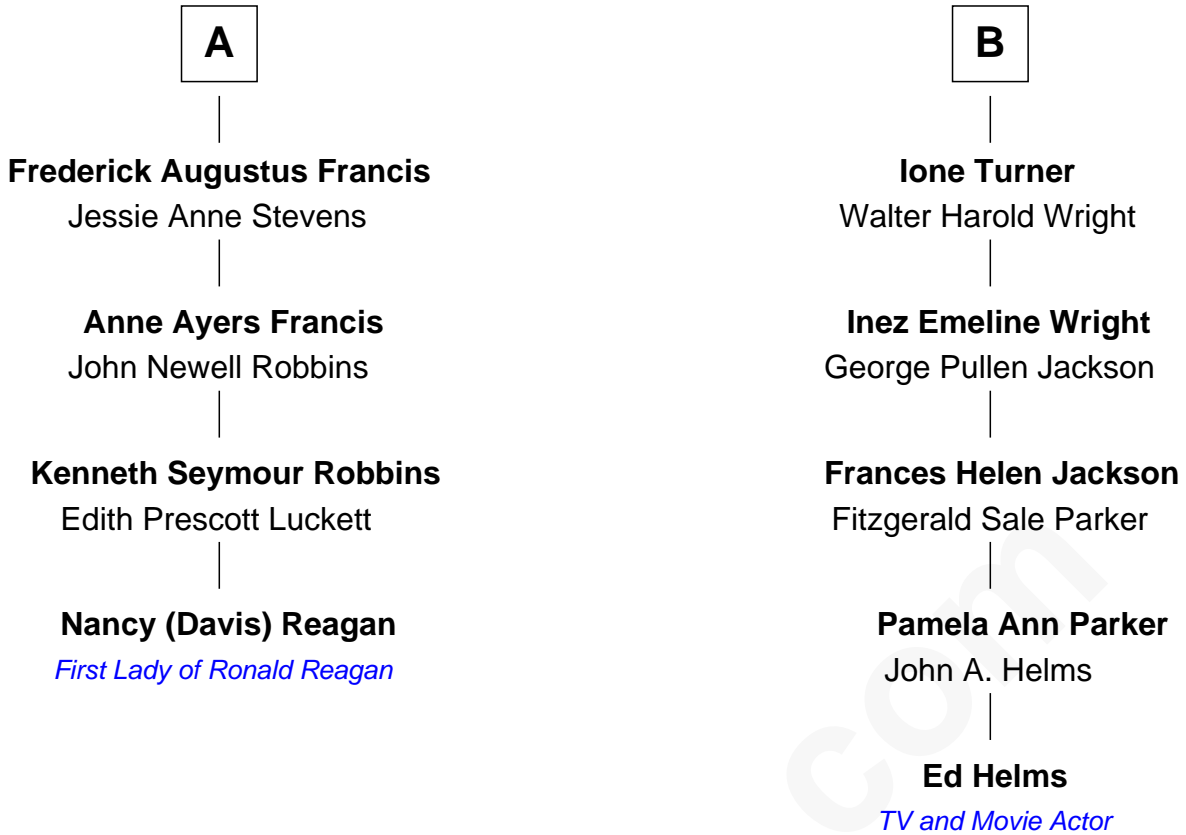 A
Frederick Augustus Francis
Jessie Anne Stevens
Anne Ayers Francis
John Newell Robbins
Kenneth Seymour Robbins
Edith Prescott Luckett
Nancy (Davis) Reagan
First Lady of Ronald Reagan
B
Ione Turner
Walter Harold Wright
Inez Emeline Wright
George Pullen Jackson
Frances Helen Jackson
Fitzgerald Sale Parker
Pamela Ann Parker
John A. Helms
Ed Helms
TV and Movie Actor
com